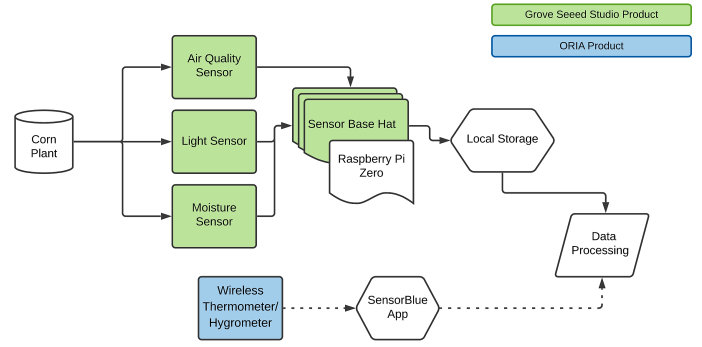 Grove Seeed Studio Product
ORIA Product
Air Quality
Sensor
Corn
Plant
Light Sensor
Sensor Base Hat
Raspberry Pi
Zero
Local Storage
Moisture
Sensor
Data
Processing
Wireless
Thermometer/
Hygrometer
SensorBlue
App